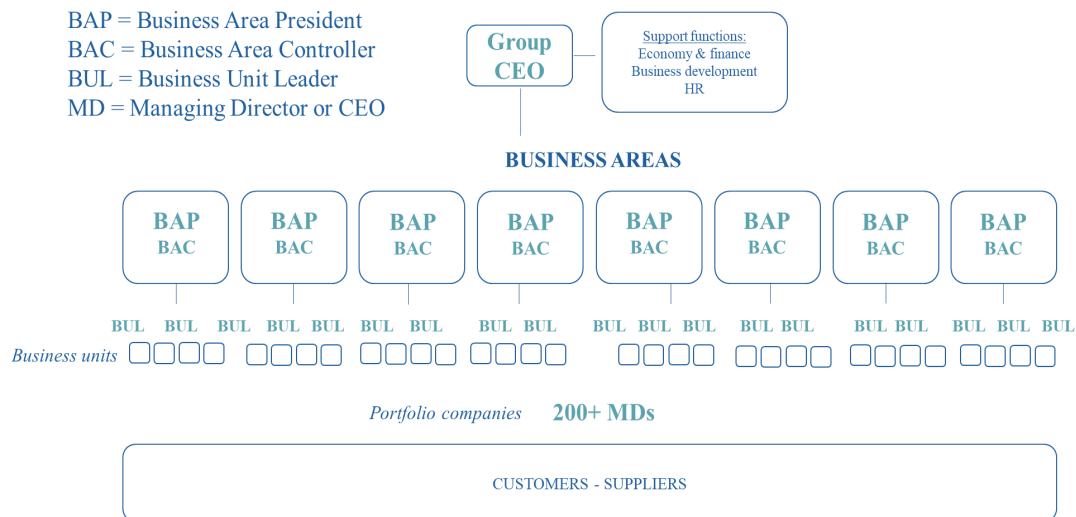 BAP = Business Area President
BAC = Business Area Controller
BUL = Business Unit Leader
MD = Managing Director or CEO
Group
CEO
Support functions:
Economy & finance
Business development
HR
BUSINESS AREAS
BAP BAP BAP BAP BAP BAP BAP BAP
BAC BAC BAC BAC BAC BAC BAC BAC
BUL BUL BUL BUL BUL BUL BUL BUL BUL BUL BUL BUL BUL BUL BUL BUL BUL BUL BUL
Business units
Portfolio companies 200+ MDs
CUSTOMERS - SUPPLIERS